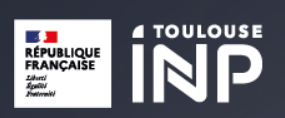 RÉPUBLIQUE
FRANÇAISE
Liberté
Égalité
Fraternité
TOULOUSE
INP